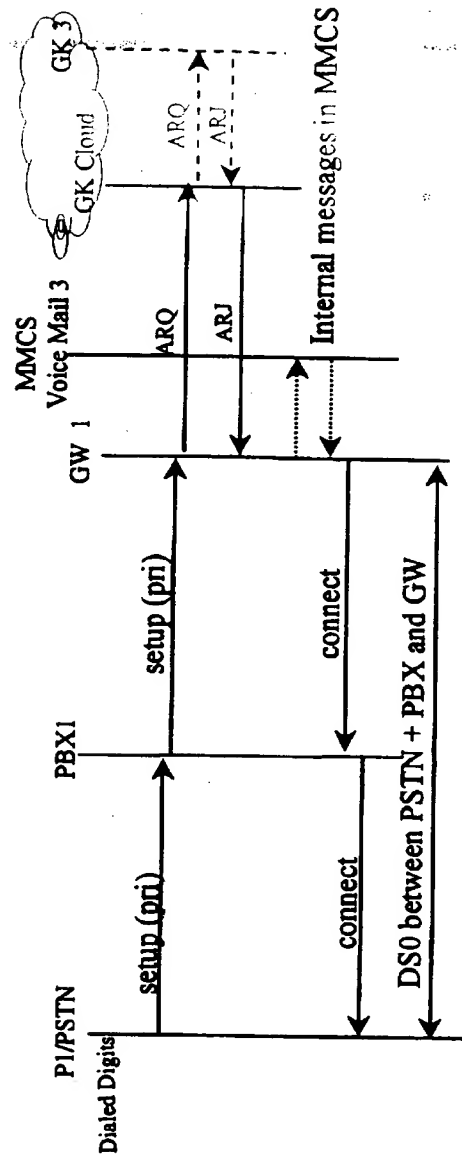 P1/PSTN
Dialed Digits
PBX1
GW 1
MMCS
Voice Mail 3
GK Cloud
GK 3
setup (pri)
setup (pri)
ARQ
ARQ
ARJ
ARJ
Internal messages in MMCS
connect
connect
DS0 between PSTN + PBX and GW